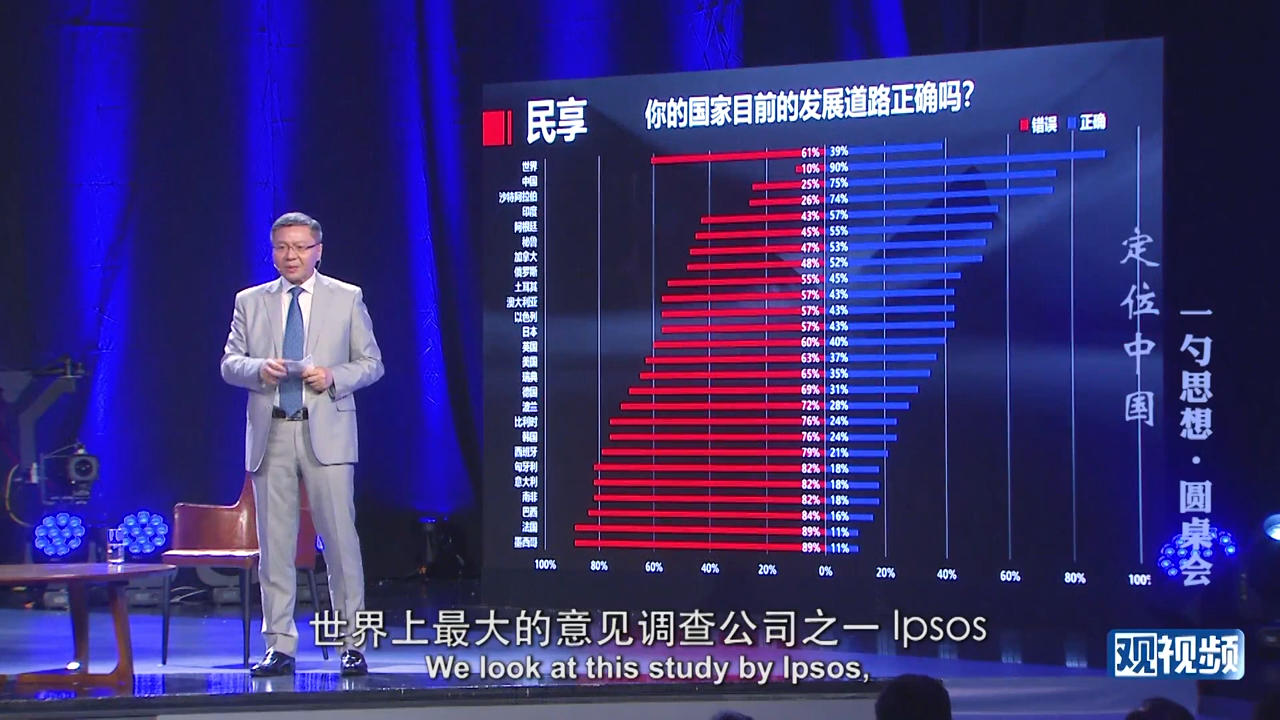 民享
你的国家目前的发展道路正确吗?
错误 正确
世界 61% 39%
中国 10% 90%
沙特阿拉伯 25% 75%
印度 26% 74%
阿根廷 43% 57%
秘鲁 45% 55%
加拿大 47% 53%
俄罗斯 48% 52%
土耳其 55% 45%
澳大利亚 57% 43%
以色列 57% 43%
日本 57% 43%
英国 60% 40%
美国 63% 37%
瑞典 65% 35%
德国 69% 31%
波兰 72% 28%
比利时 76% 24%
韩国 76% 24%
西班牙 79% 21%
匈牙利 82% 18%
意大利 82% 18%
南非 82% 18%
巴西 84% 16%
法国 89% 11%
墨西哥 89% 11%
100% 80% 60% 40% 20% 0% 20% 40% 60% 80% 100%
定位中国
一勺思想·圆桌会
世界上最大的意见调查公司之一 Ipsos
We look at this study by Ipsos,
观视频